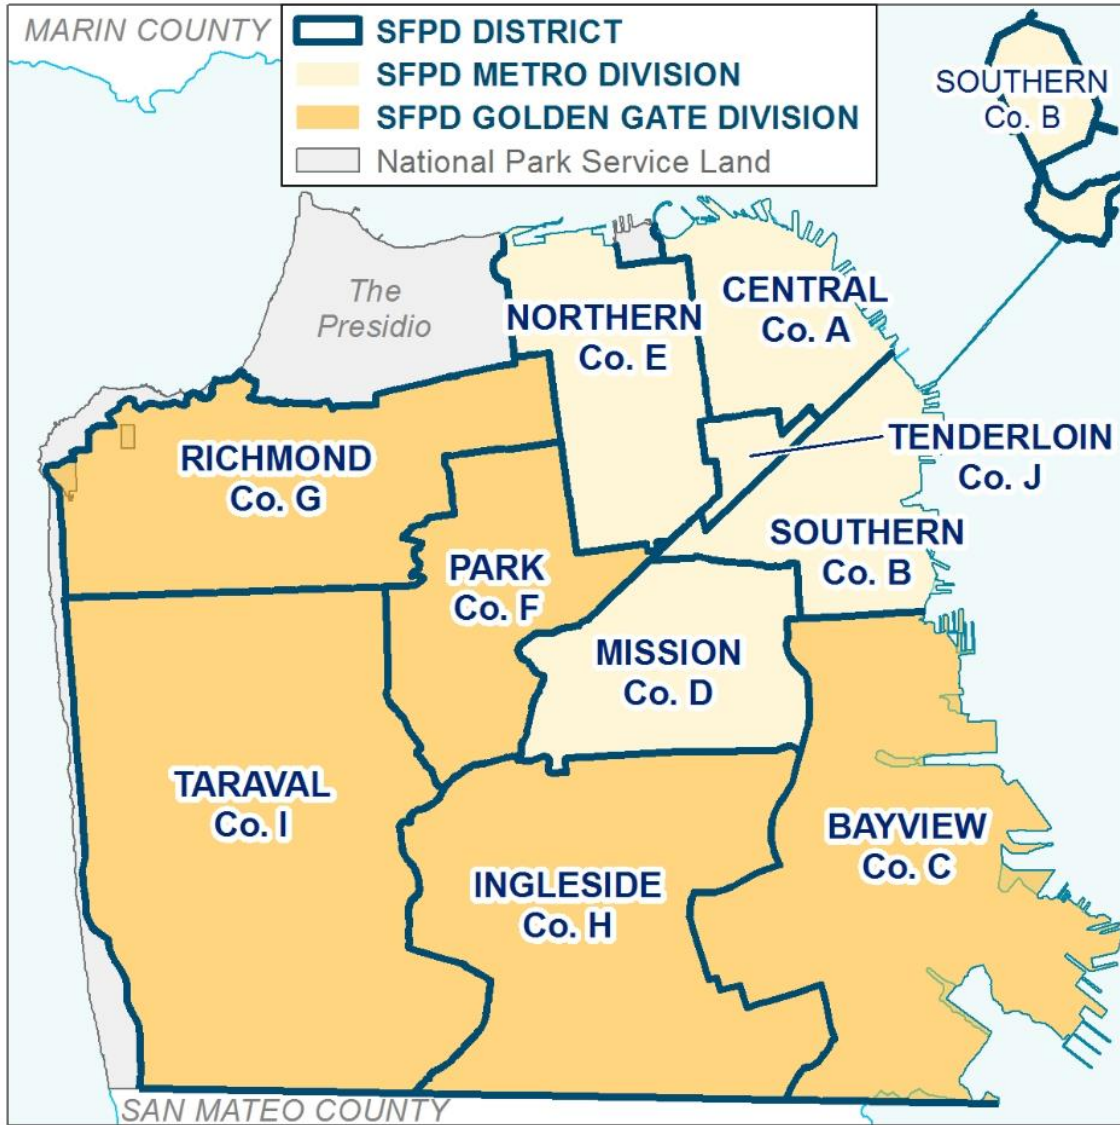 MARIN COUNTY
SFPD DISTRICT
SFPD METRO DIVISION
SFPD GOLDEN GATE DIVISION
National Park Service Land
SOUTHERN
Co. B
The
Presidio
NORTHERN
Co. E
CENTRAL
Co. A
TENDERLOIN
Co. J
RICHMOND
Co. G
SOUTHERN
Co. B
PARK
Co. F
MISSION
Co. D
TARAVAL
Co. I
BAYVIEW
Co. C
INGLESIDE
Co. H
SAN MATEO COUNTY